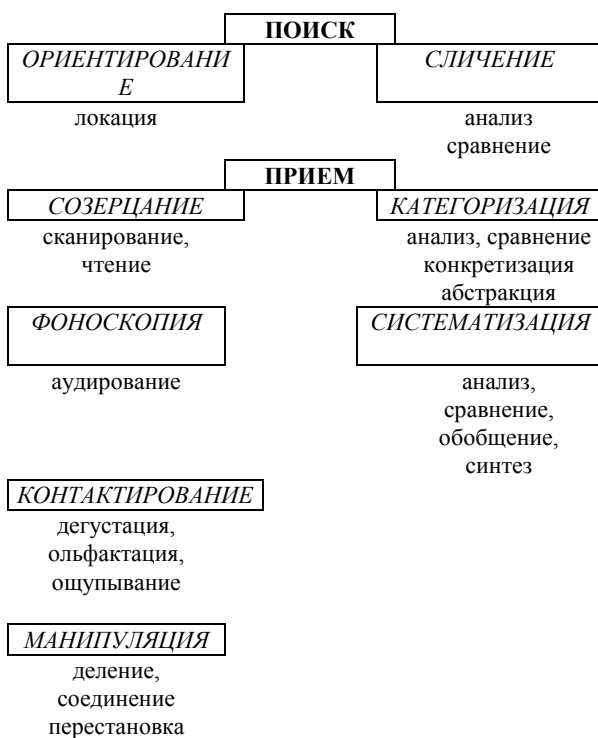 ПОИСК
ОРИЕНТИРОВАНИ
Е
СЛИЧЕНИЕ
локация
анализ
сравнение
ПРИЕМ
СОЗЕРЦАНИЕ
КАТЕГОРИЗАЦИЯ
сканирование,
чтение
анализ, сравнение
конкретизация
абстракция
ФОНОСКОПИЯ
СИСТЕМАТИЗАЦИЯ
аудирование
анализ,
сравнение,
обобщение,
синтез
КОНТАКТИРОВАНИЕ
дегустация,
ольфактация,
ощупывание
МАНИПУЛЯЦИЯ
деление,
соединение
перестановка